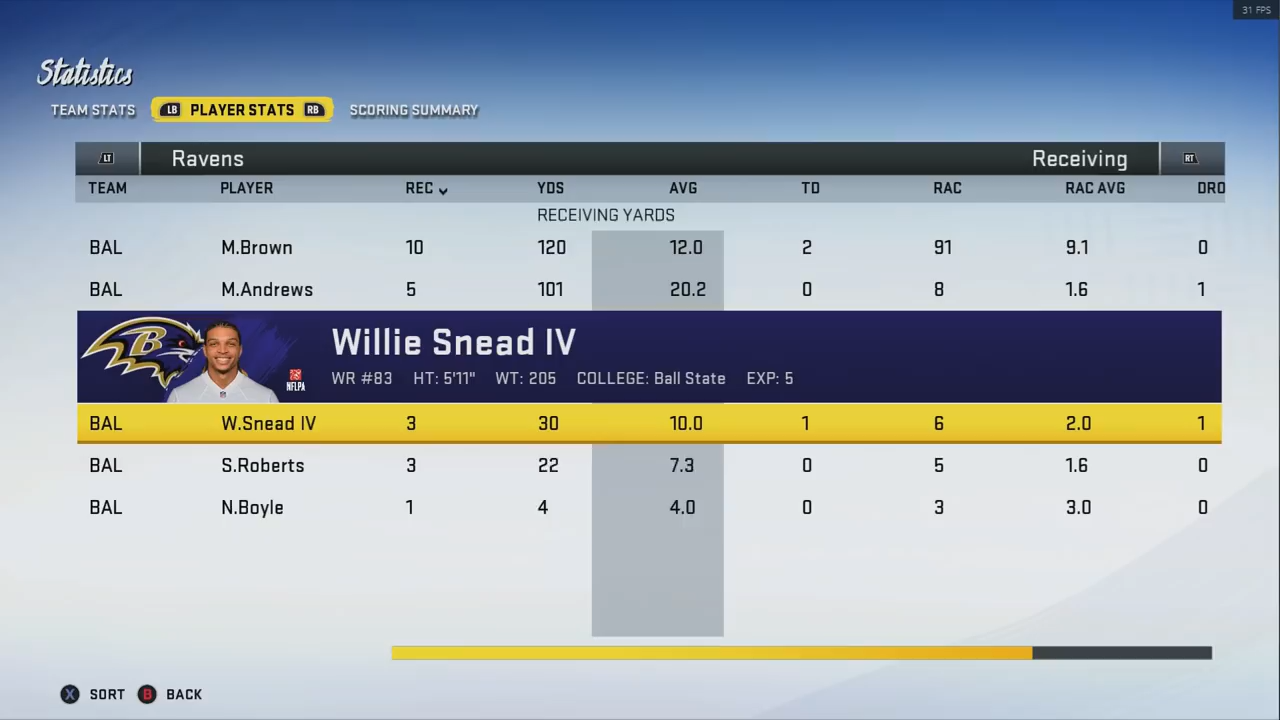 31 FPS
Statistics
TEAM STATS LB PLAYER STATS RB SCORING SUMMARY
LT Ravens Receiving RT
TEAM PLAYER REC YDS AVG TD RAC RAC AVG DRO
RECEIVING YARDS
BAL M.Brown 10 120 12.0 2 91 9.1 0
BAL M.Andrews 5 101 20.2 0 8 1.6 1
B Willie Snead IV
NFLPA WR #83 HT: 5'11" WT: 205 COLLEGE: Ball State EXP: 5
BAL W.Snead IV 3 30 10.0 1 6 2.0 1
BAL S.Roberts 3 22 7.3 0 5 1.6 0
BAL N.Boyle 1 4 4.0 0 3 3.0 0
X SORT B BACK